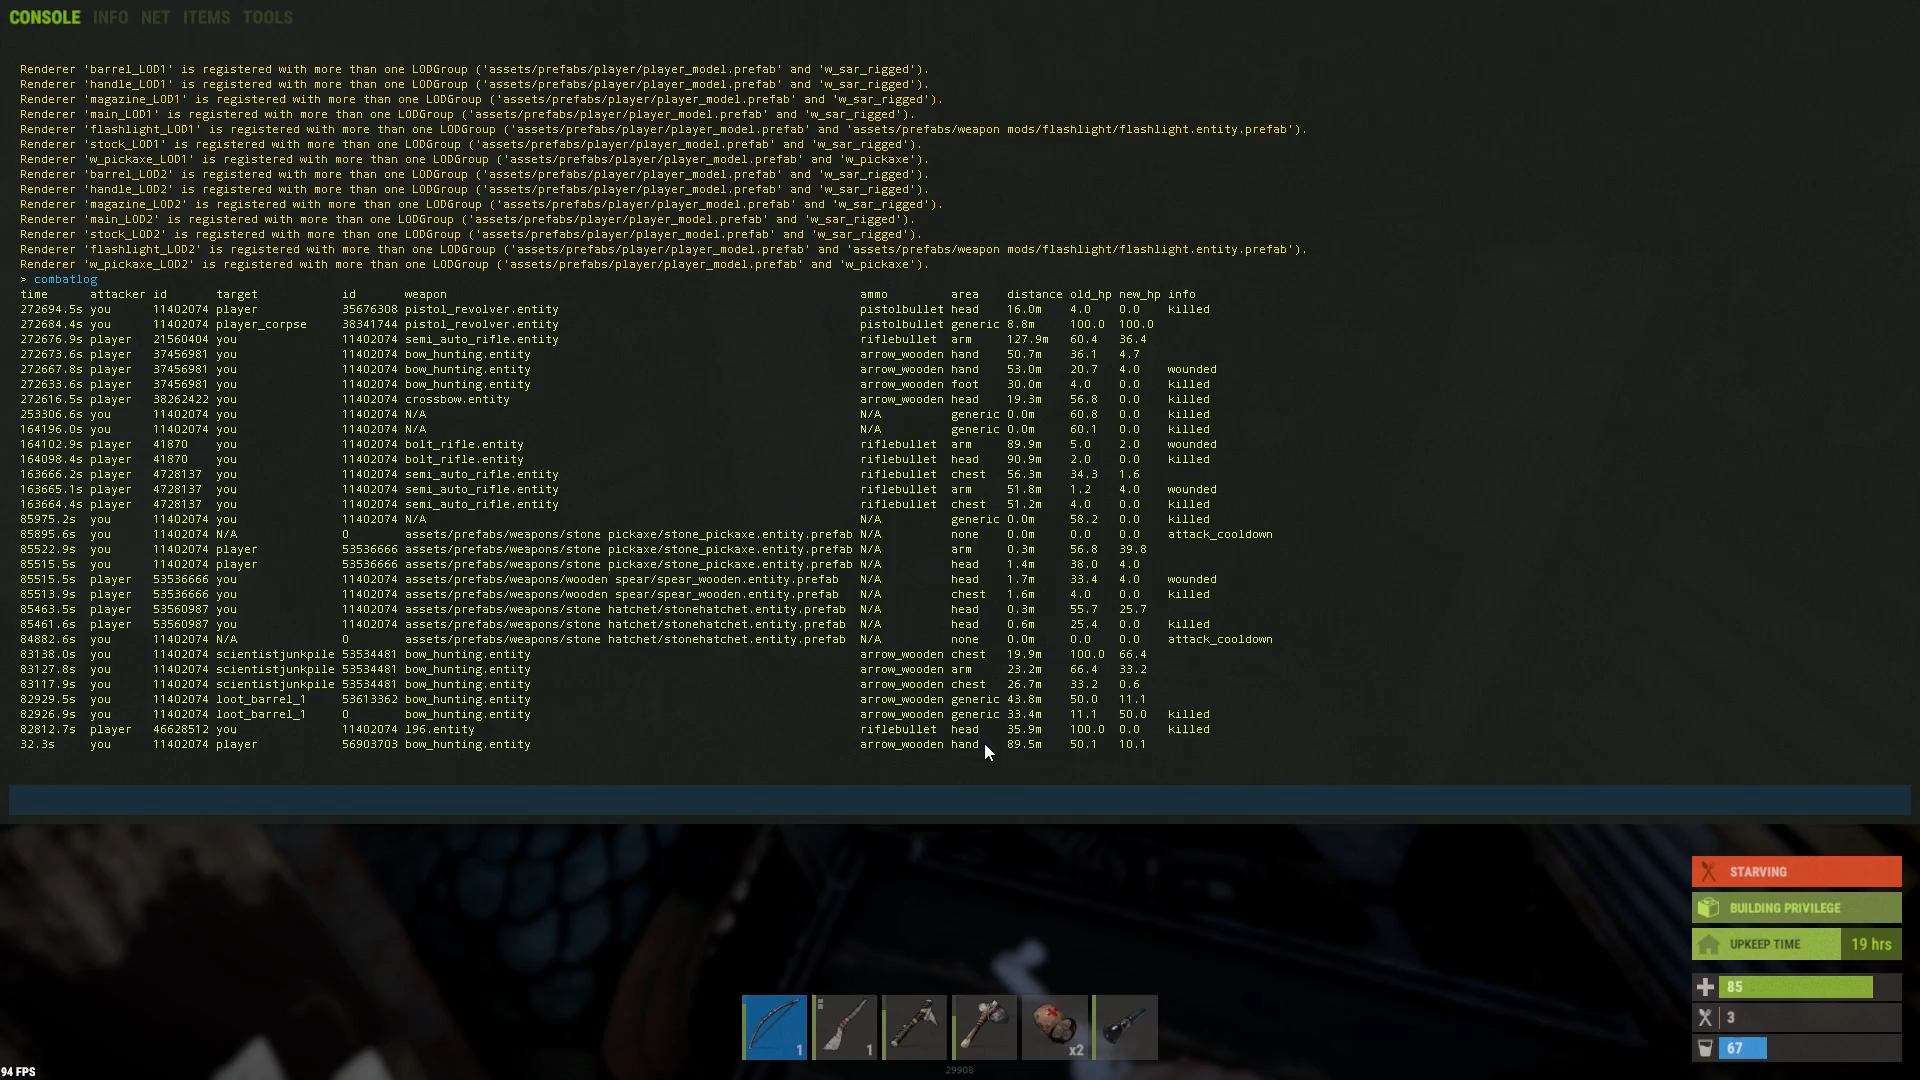 CONSOLE INFO NET ITEMS TOOLS
Renderer 'barrel_LOD1' is registered with more than one LODGroup ('assets/prefabs/player/player_model.prefab' and 'w_sar_rigged').
Renderer 'handle_LOD1' is registered with more than one LODGroup ('assets/prefabs/player/player_model.prefab' and 'w_sar_rigged').
Renderer 'magazine_LOD1' is registered with more than one LODGroup ('assets/prefabs/player/player_model.prefab' and 'w_sar_rigged').
Renderer 'main_LOD1' is registered with more than one LODGroup ('assets/prefabs/player/player_model.prefab' and 'w_sar_rigged').
Renderer 'flashlight_LOD1' is registered with more than one LODGroup ('assets/prefabs/player/player_model.prefab' and 'assets/prefabs/weapon mods/flashlight/flashlight.entity.prefab').
Renderer 'stock_LOD1' is registered with more than one LODGroup ('assets/prefabs/player/player_model.prefab' and 'w_sar_rigged').
Renderer 'w_pickaxe_LOD1' is registered with more than one LODGroup ('assets/prefabs/player/player_model.prefab' and 'w_pickaxe').
Renderer 'barrel_LOD2' is registered with more than one LODGroup ('assets/prefabs/player/player_model.prefab' and 'w_sar_rigged').
Renderer 'handle_LOD2' is registered with more than one LODGroup ('assets/prefabs/player/player_model.prefab' and 'w_sar_rigged').
Renderer 'magazine_LOD2' is registered with more than one LODGroup ('assets/prefabs/player/player_model.prefab' and 'w_sar_rigged').
Renderer 'main_LOD2' is registered with more than one LODGroup ('assets/prefabs/player/player_model.prefab' and 'w_sar_rigged').
Renderer 'stock_LOD2' is registered with more than one LODGroup ('assets/prefabs/player/player_model.prefab' and 'w_sar_rigged').
Renderer 'flashlight_LOD2' is registered with more than one LODGroup ('assets/prefabs/player/player_model.prefab' and 'assets/prefabs/weapon mods/flashlight/flashlight.entity.prefab').
Renderer 'w_pickaxe_LOD2' is registered with more than one LODGroup ('assets/prefabs/player/player_model.prefab' and 'w_pickaxe').
> combatlog
time attacker id target id weapon ammo area distance old_hp new_hp info
272694.5s you 11402074 player 35676308 pistol_revolver.entity pistolbullet head 16.0m 4.0 0.0 killed
272684.4s you 11402074 player_corpse 38341744 pistol_revolver.entity pistolbullet generic 8.8m 100.0 100.0
272676.9s player 21560404 you 11402074 semi_auto_rifle.entity riflebullet arm 127.9m 60.4 36.4
272673.6s player 37456981 you 11402074 bow_hunting.entity arrow_wooden hand 50.7m 36.1 4.7
272667.8s player 37456981 you 11402074 bow_hunting.entity arrow_wooden hand 53.0m 20.7 4.0 wounded
272633.6s player 37456981 you 11402074 bow_hunting.entity arrow_wooden foot 30.0m 4.0 0.0 killed
272616.5s player 38262422 you 11402074 crossbow.entity arrow_wooden head 19.3m 56.8 0.0 killed
253306.6s you 11402074 you 11402074 N/A N/A generic 0.0m 60.8 0.0 killed
164196.0s you 11402074 you 11402074 N/A N/A generic 0.0m 60.1 0.0 killed
164102.9s player 41870 you 11402074 bolt_rifle.entity riflebullet arm 89.9m 5.0 2.0 wounded
164098.4s player 41870 you 11402074 bolt_rifle.entity riflebullet head 90.9m 2.0 0.0 killed
163666.2s player 4728137 you 11402074 semi_auto_rifle.entity riflebullet chest 56.3m 34.3 1.6
163665.1s player 4728137 you 11402074 semi_auto_rifle.entity riflebullet arm 51.8m 1.2 4.0 wounded
163664.4s player 4728137 you 11402074 semi_auto_rifle.entity riflebullet chest 51.2m 4.0 0.0 killed
85975.2s you 11402074 you 11402074 N/A N/A generic 0.0m 58.2 0.0 killed
85895.6s you 11402074 N/A 0 assets/prefabs/weapons/stone pickaxe/stone_pickaxe.entity.prefab N/A none 0.0m 0.0 0.0 attack_cooldown
85522.9s you 11402074 player 53536666 assets/prefabs/weapons/stone pickaxe/stone_pickaxe.entity.prefab N/A arm 0.3m 56.8 39.8
85515.5s you 11402074 player 53536666 assets/prefabs/weapons/stone pickaxe/stone_pickaxe.entity.prefab N/A head 1.4m 38.0 4.0
85515.5s player 53536666 you 11402074 assets/prefabs/weapons/wooden spear/spear_wooden.entity.prefab N/A head 1.7m 33.4 4.0 wounded
85513.9s player 53536666 you 11402074 assets/prefabs/weapons/wooden spear/spear_wooden.entity.prefab N/A chest 1.6m 4.0 0.0 killed
85463.5s player 53560987 you 11402074 assets/prefabs/weapons/stone hatchet/stonehatchet.entity.prefab N/A head 0.3m 55.7 25.7
85461.6s player 53560987 you 11402074 assets/prefabs/weapons/stone hatchet/stonehatchet.entity.prefab N/A head 0.6m 25.4 0.0 killed
84882.6s you 11402074 N/A 0 assets/prefabs/weapons/stone hatchet/stonehatchet.entity.prefab N/A none 0.0m 0.0 0.0 attack_cooldown
83138.0s you 11402074 scientistjunkpile 53534481 bow_hunting.entity arrow_wooden chest 19.9m 100.0 66.4
83127.8s you 11402074 scientistjunkpile 53534481 bow_hunting.entity arrow_wooden arm 23.2m 66.4 33.2
83117.9s you 11402074 scientistjunkpile 53534481 bow_hunting.entity arrow_wooden chest 26.7m 33.2 0.6
82929.5s you 11402074 loot_barrel_1 53613362 bow_hunting.entity arrow_wooden generic 43.8m 50.0 11.1
82926.9s you 11402074 loot_barrel_1 0 bow_hunting.entity arrow_wooden generic 33.4m 11.1 50.0 killed
82812.7s player 46628512 you 11402074 l96.entity riflebullet head 35.9m 100.0 0.0 killed
32.3s you 11402074 player 56903703 bow_hunting.entity arrow_wooden hand 89.5m 50.1 10.1
STARVING
BUILDING PRIVILEGE
UPKEEP TIME 19 hrs
85
3
67
1 1 x2
29908
94 FPS